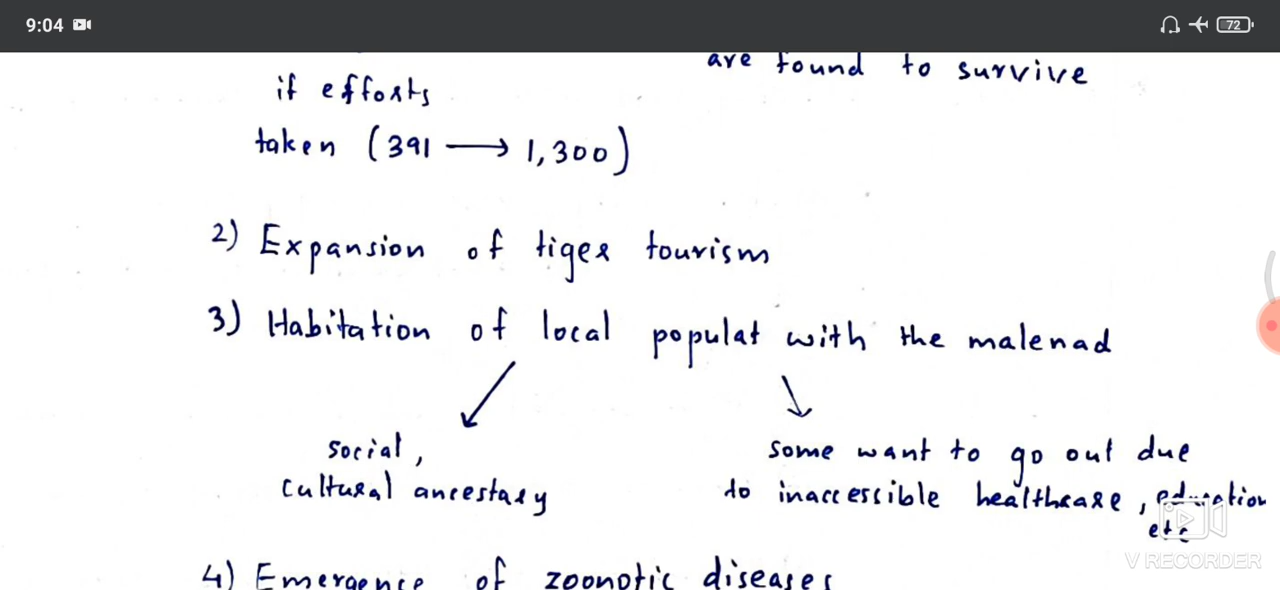 9:04
72
are found to survive
if efforts
taken (391 → 1,300)
2) Expansion of tiger tourism
3) Habitation of local populat with the malenad
social,
cultural ancestary
some want to go out due
to inaccessible healthcare, education
etc
V RECORDER
4) Emergence of zoonotic diseases